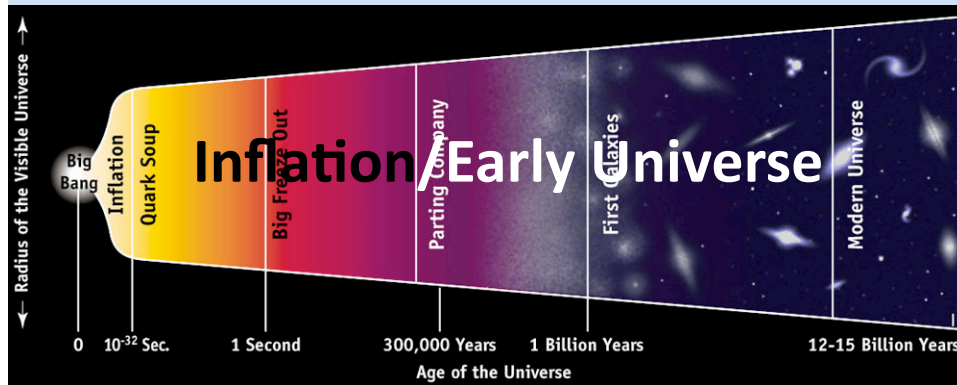 ← Radius of the Visible Universe →
Big
Bang
Inflation
Quark Soup
Big Freeze Out
Parting Company
First Galaxies
Modern Universe
Inflation/Early Universe
0
10⁻³² Sec.
1 Second
300,000 Years
1 Billion Years
12-15 Billion Years
Age of the Universe